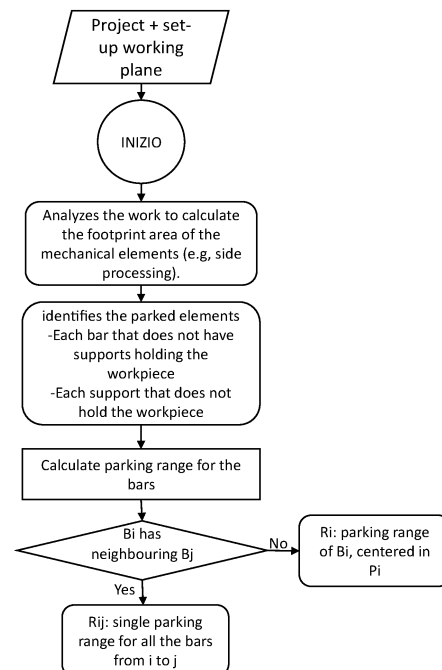 Project + set-
up working
plane
INIZIO
Analyzes the work to calculate
the footprint area of the
mechanical elements (e.g, side
processing).
identifies the parked elements
-Each bar that does not have
supports holding the
workpiece
-Each support that does not
hold the workpiece
Calculate parking range for the
bars
Bi has
neighbouring Bj
No
Ri: parking range
of Bi, centered in
Pi
Yes
Rij: single parking
range for all the bars
from i to j